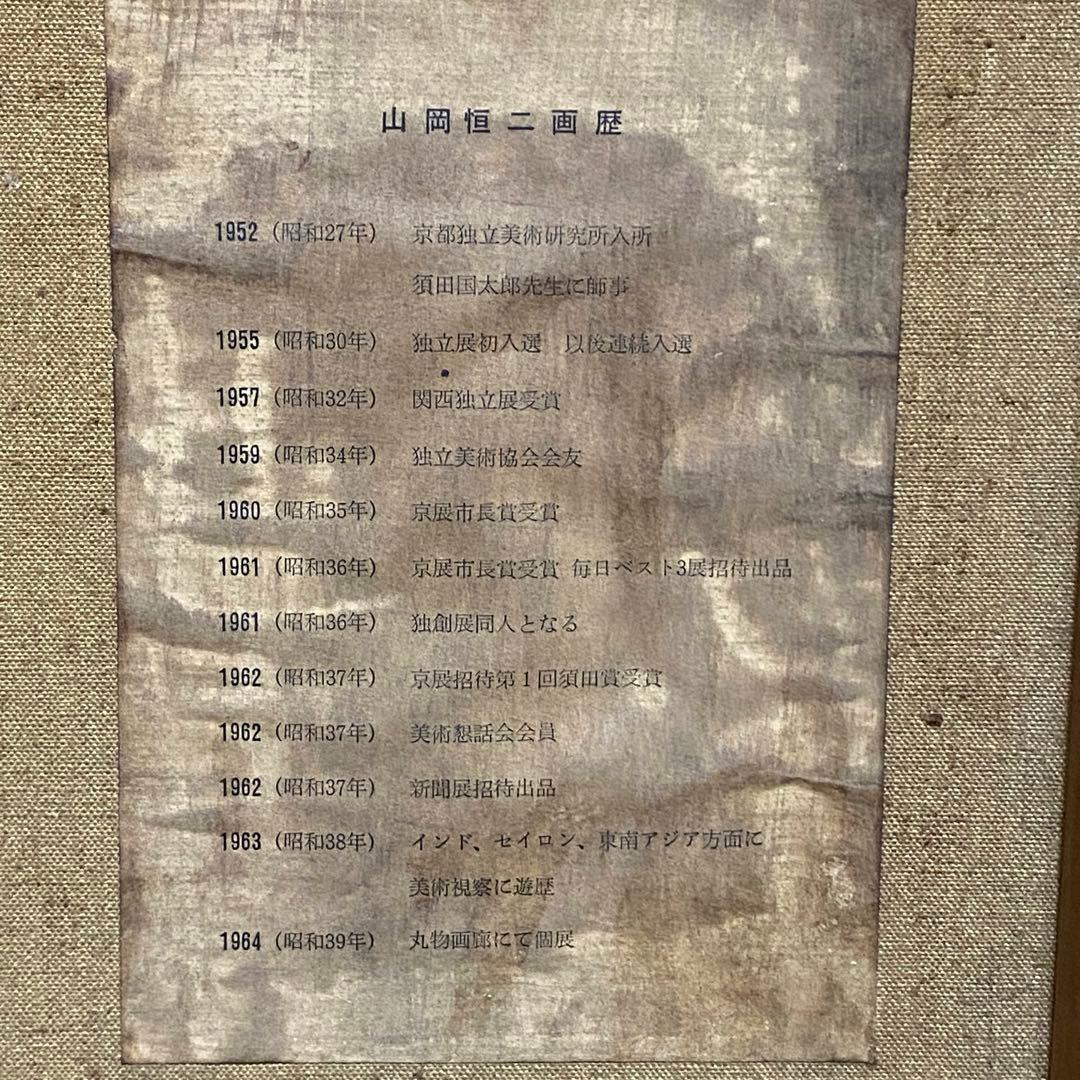 山岡恒二画歴
1952（昭和27年） 京都独立美術研究所入所
須田国太郎先生に師事
1955（昭和30年） 独立展初入選　以後連続入選
1957（昭和32年） 関西独立展受賞
1959（昭和34年） 独立美術協会会友
1960（昭和35年） 京展市長賞受賞
1961（昭和36年） 京展市長賞受賞 毎日ベスト3展招待出品
1961（昭和36年） 独創展同人となる
1962（昭和37年） 京展招待第１回須田賞受賞
1962（昭和37年） 美術懇話会会員
1962（昭和37年） 新聞展招待出品
1963（昭和38年） インド、セイロン、東南アジア方面に
美術視察に遊歴
1964（昭和39年） 丸物画廊にて個展